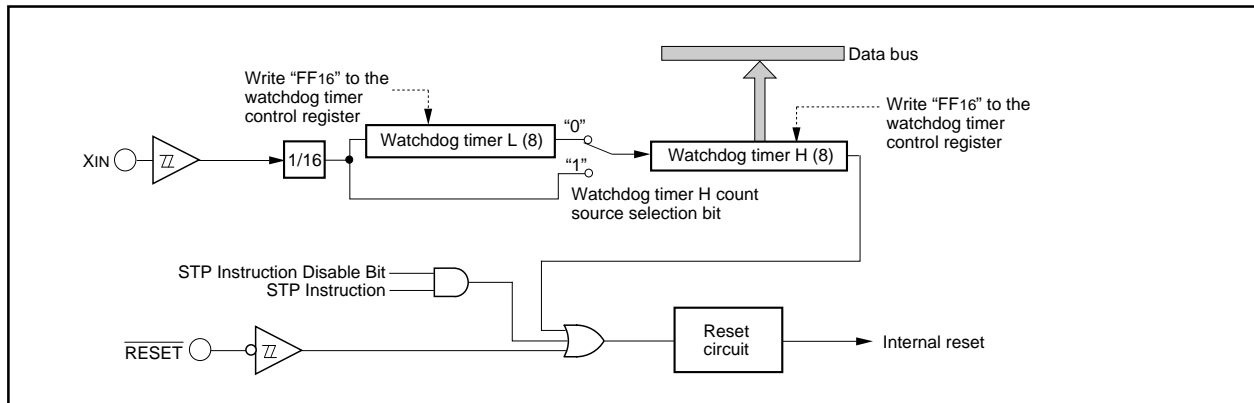 Data bus
Write “FF16” to the
watchdog timer
control register
Write “FF16” to the
watchdog timer
control register
“0”
Watchdog timer L (8)
Watchdog timer H (8)
XIN
1/16
“1”
Watchdog timer H count
source selection bit
STP Instruction Disable Bit
STP Instruction
RESET
Reset
circuit
Internal reset